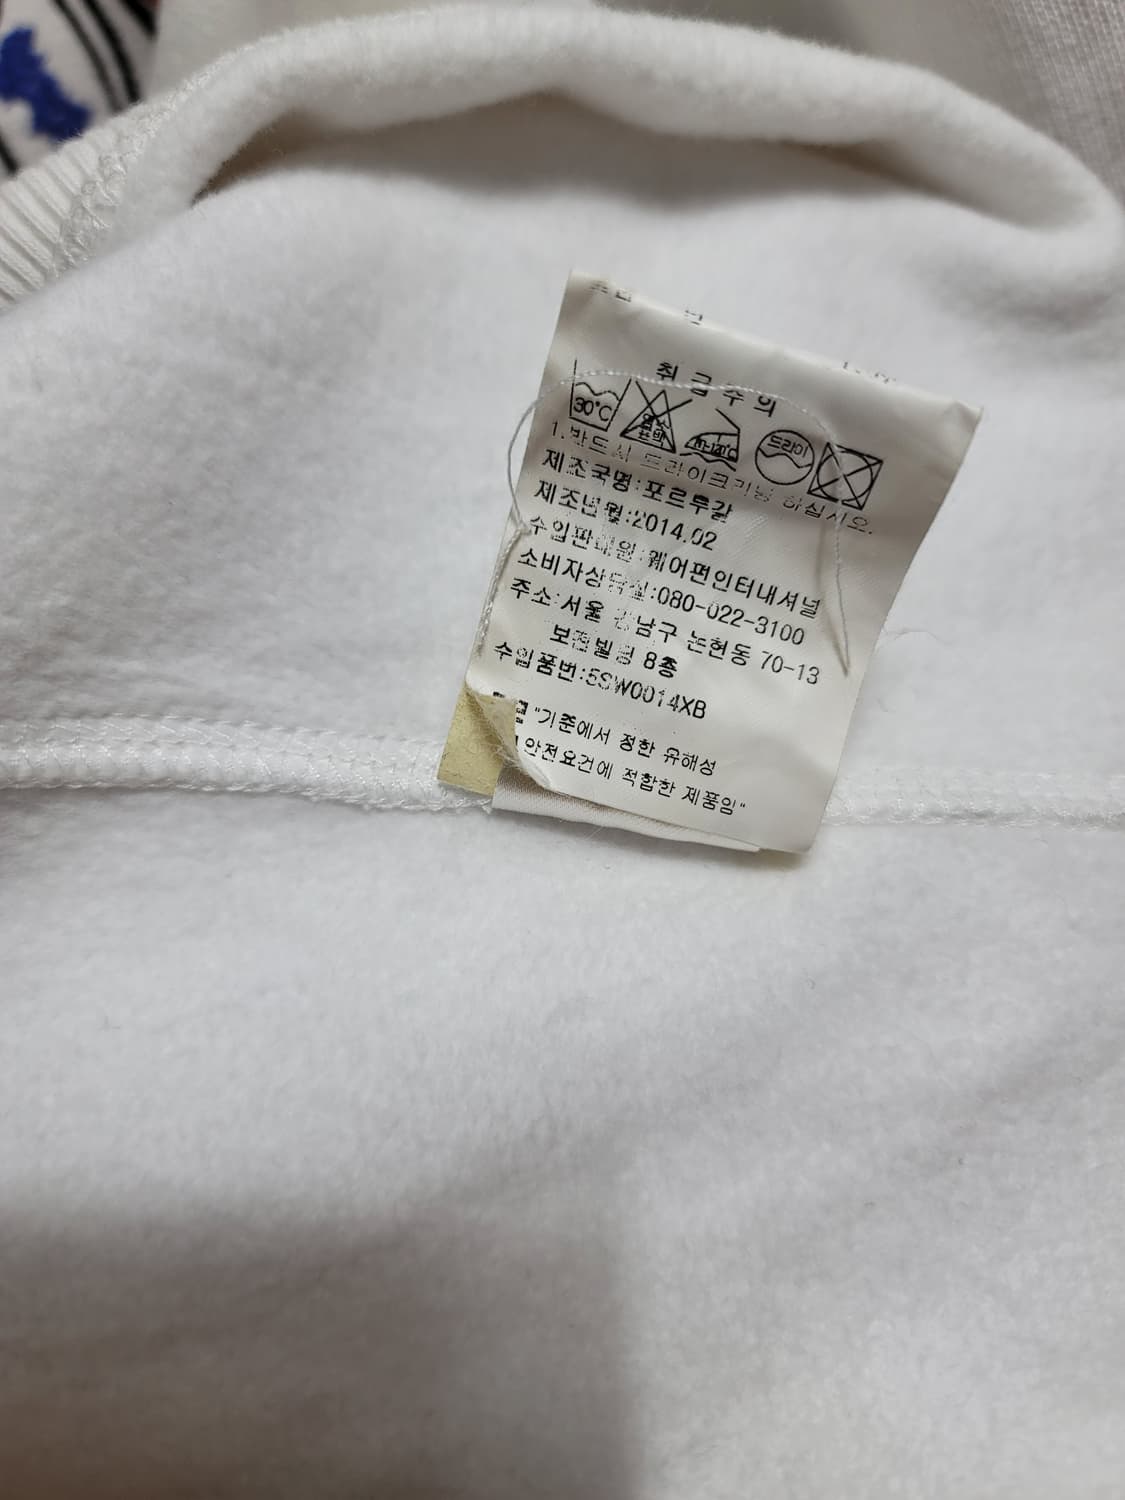 취 급 주 의
30°C 염소 표백 드라이
1. 반드시 드라이크리닝 하십시오.
제조국명:포르투갈
제조년월:2014.02
수입판매원:웨어펀인터내셔널
소비자상담실:080-022-3100
주소:서울 강남구 논현동 70-13
보전빌딩 8층
수입품번:5SW0014XB
"기준에서 정한 유해성
안전요건에 적합한 제품임"